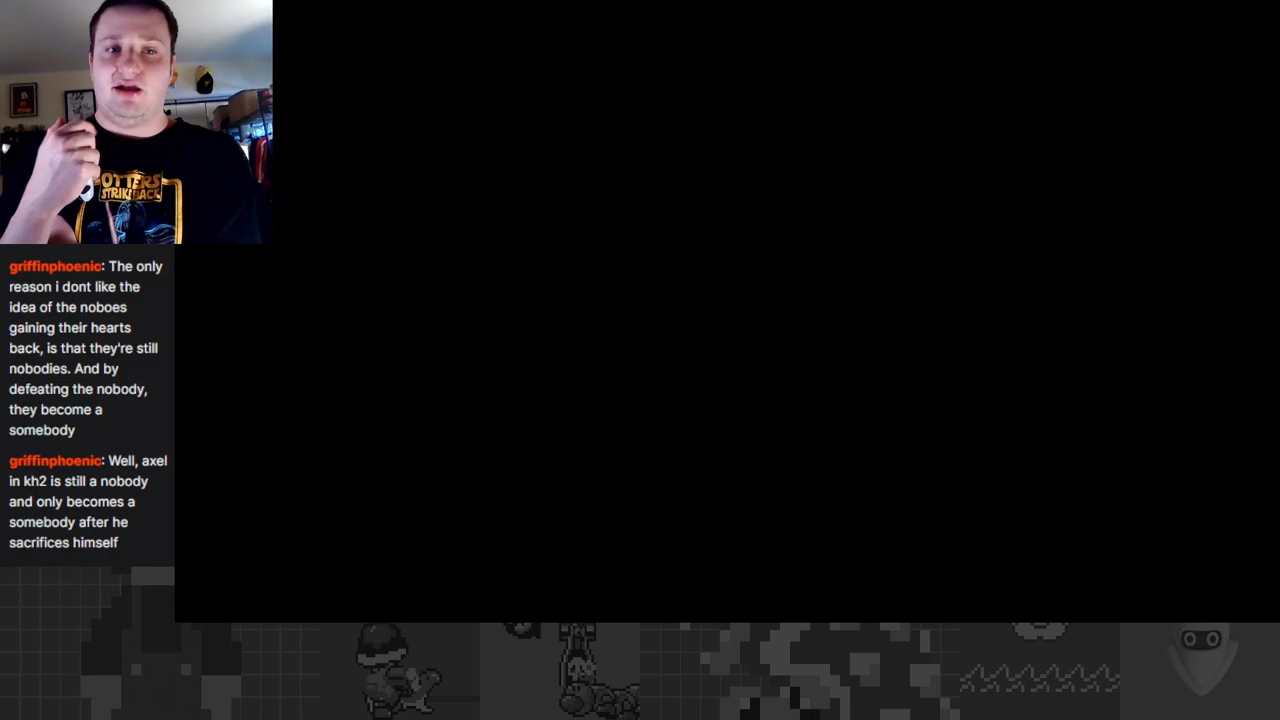 OTTERS
STRIKE BACK
griffinphoenic: The only
reason i dont like the
idea of the noboes
gaining their hearts
back, is that they're still
nobodies. And by
defeating the nobody,
they become a
somebody
griffinphoenic: Well, axel
in kh2 is still a nobody
and only becomes a
somebody after he
sacrifices himself